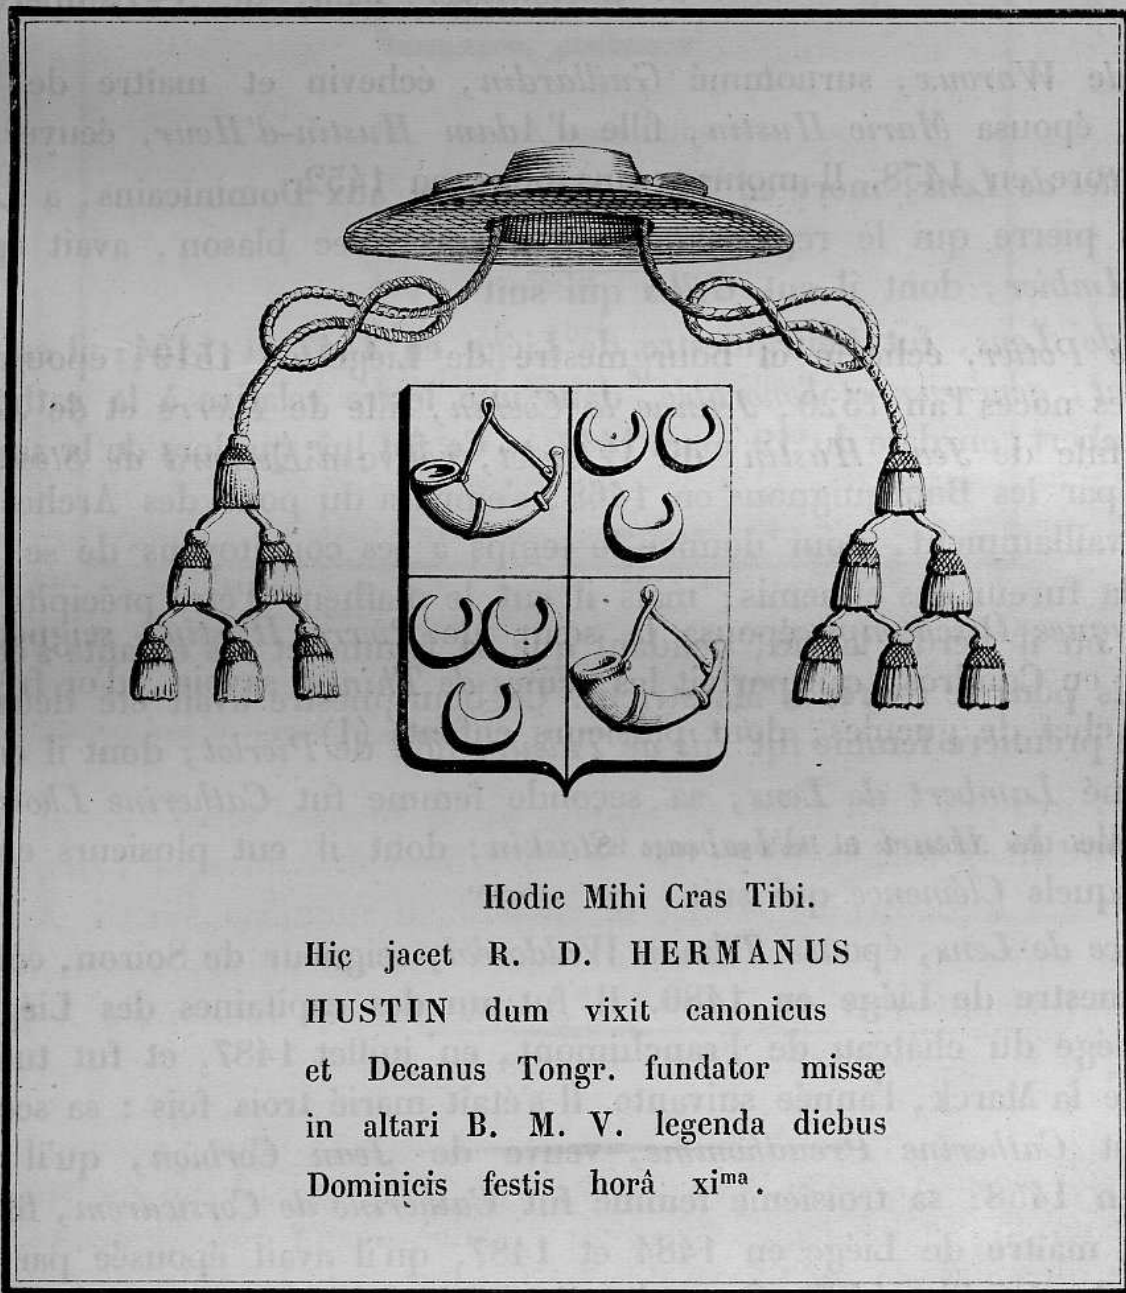 Hodie Mihi Cras Tibi.
Hic jacet R. D. HERMANUS
HUSTIN dum vixit canonicus
et Decanus Tongr. fundator missæ
in altari B. M. V. legenda diebus
Dominicis festis horâ xiᵐᵃ.